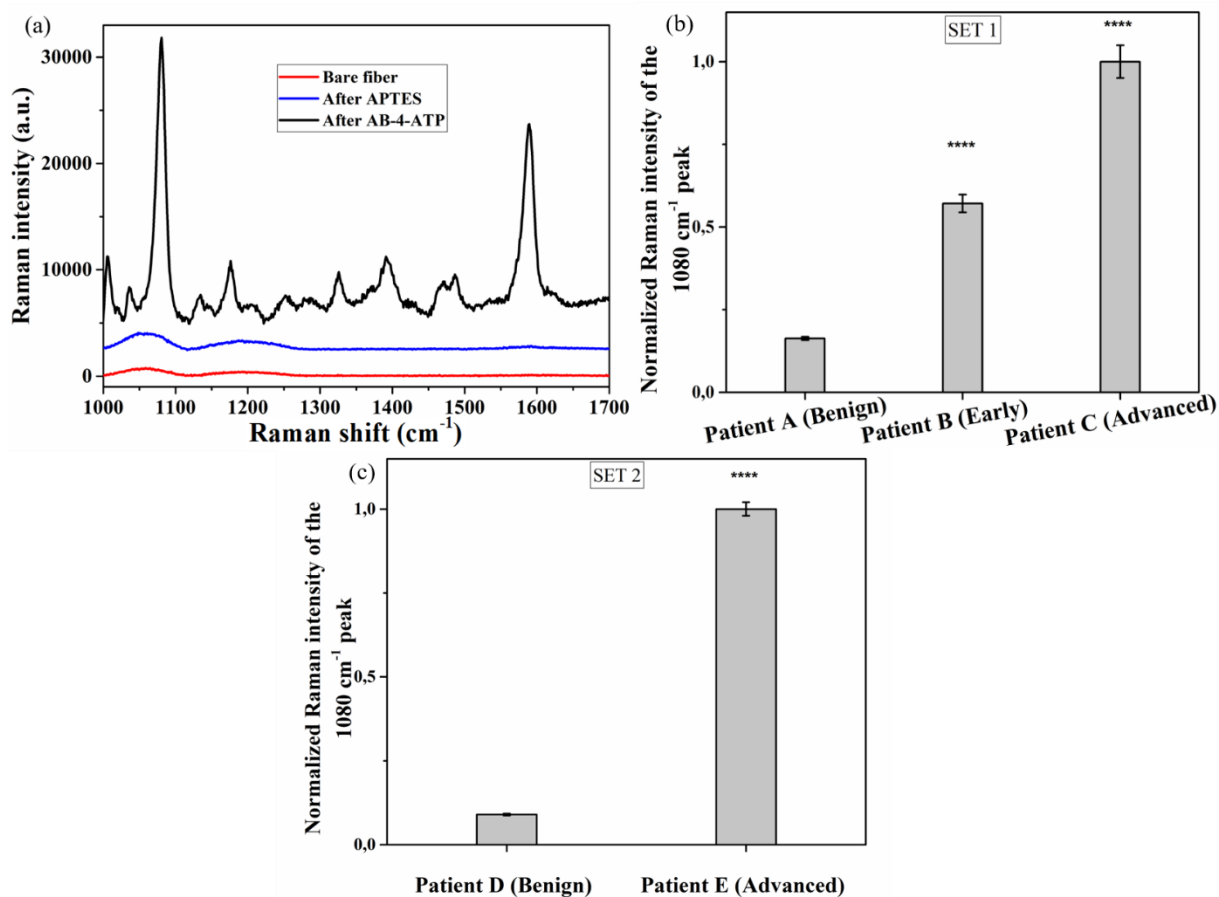 (a)
30000
20000
10000
0
Raman intensity (a.u.)
Bare fiber
After APTES
After AB-4-ATP
1000 1100 1200 1300 1400 1500 1600 1700
Raman shift (cm⁻¹)
(b)
SET 1
****
****
1,0
0,5
0,0
Normalized Raman intensity of the
1080 cm⁻¹ peak
Patient A (Benign) Patient B (Early) Patient C (Advanced)
(c)
SET 2
****
1,0
0,5
0,0
Normalized Raman intensity of the
1080 cm⁻¹ peak
Patient D (Benign) Patient E (Advanced)